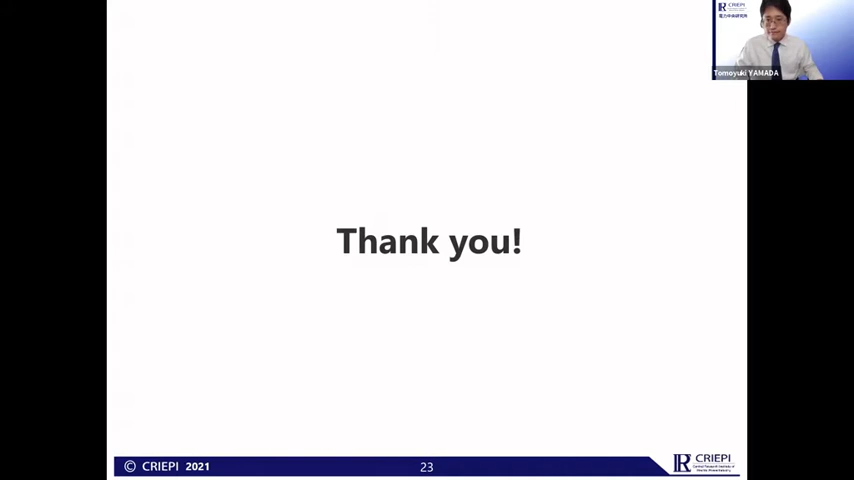 CRIEPI
電力中央研究所
Tomoyuki YAMADA
Thank you!
© CRIEPI 2021
23
CRIEPI
Central Research Institute of
Electric Power Industry